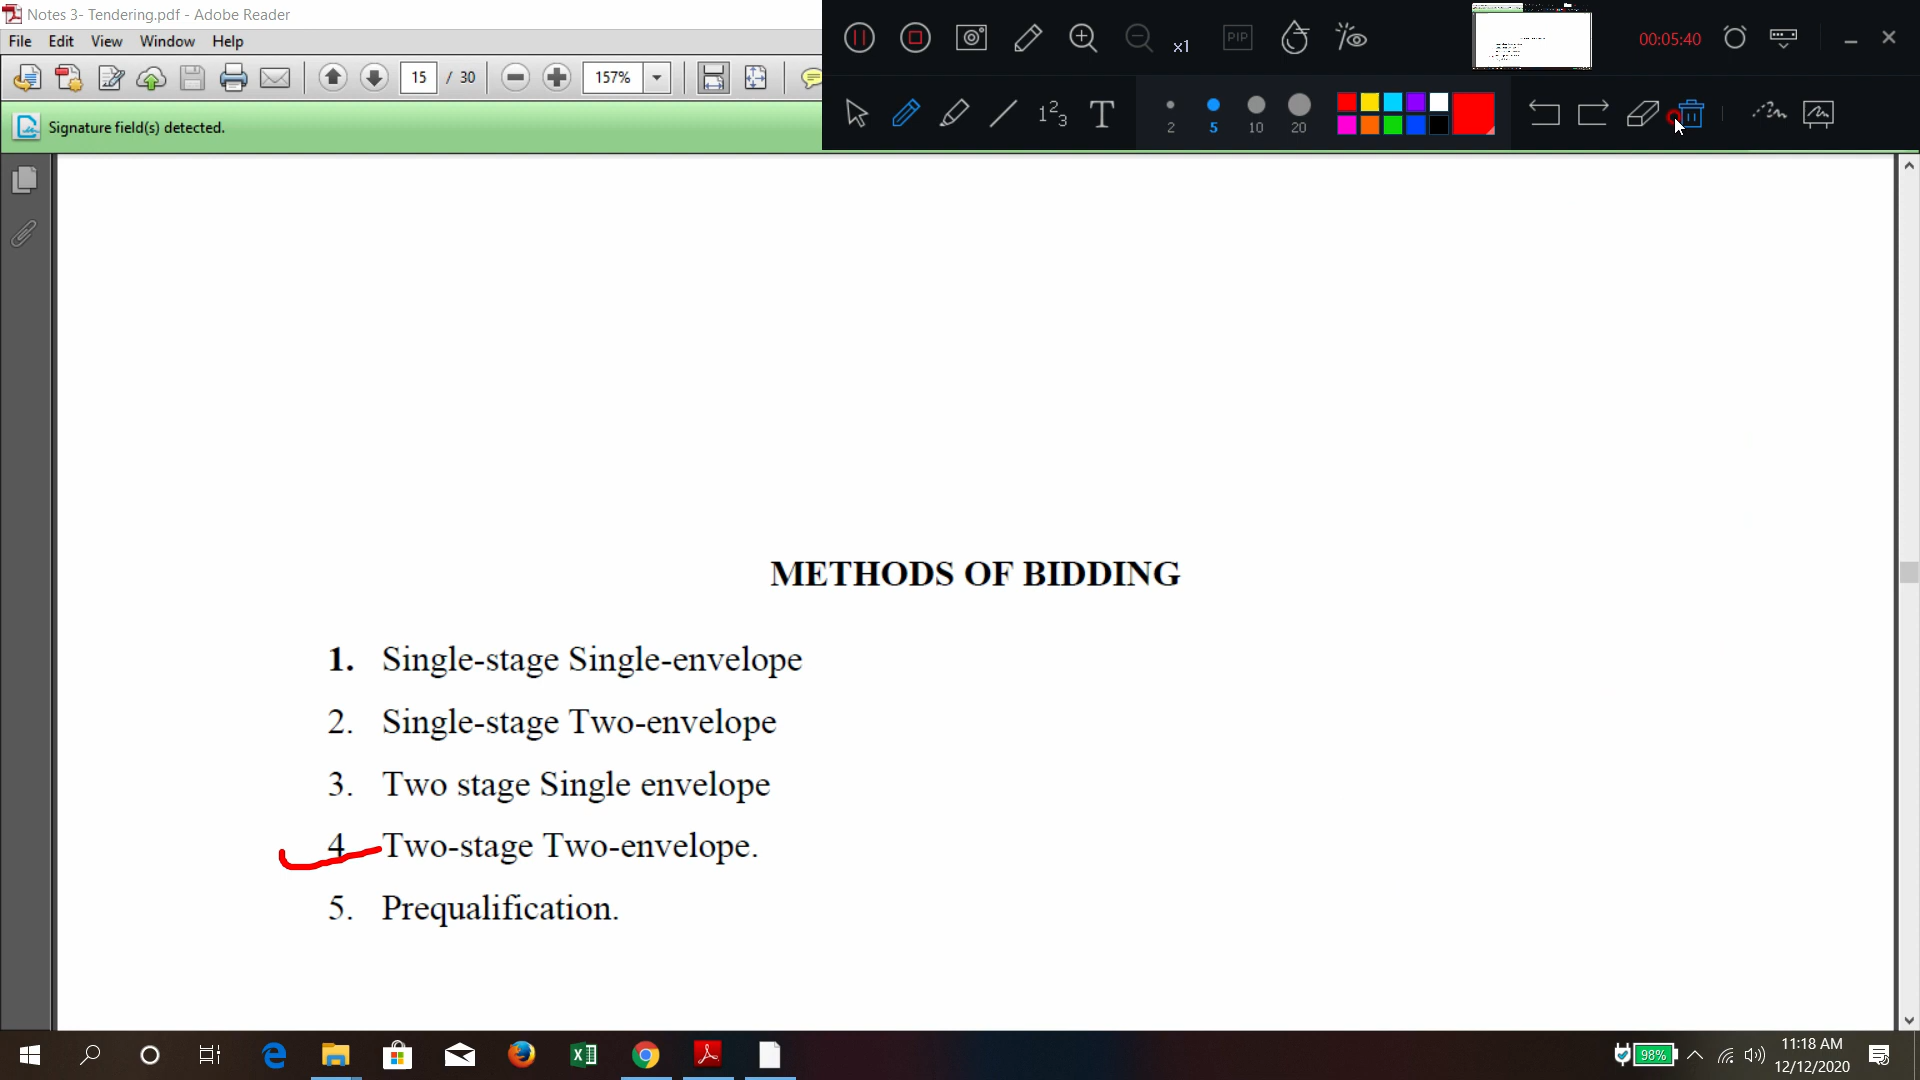 Notes 3- Tendering.pdf - Adobe Reader
File Edit View Window Help
15 / 30 157%
x1 PIP 00:05:40
1 2 3 T 2 5 10 20
Signature field(s) detected.
METHODS OF BIDDING
1. Single-stage Single-envelope
2. Single-stage Two-envelope
3. Two stage Single envelope
4 Two-stage Two-envelope.
5. Prequalification.
98% 11:18 AM
12/12/2020